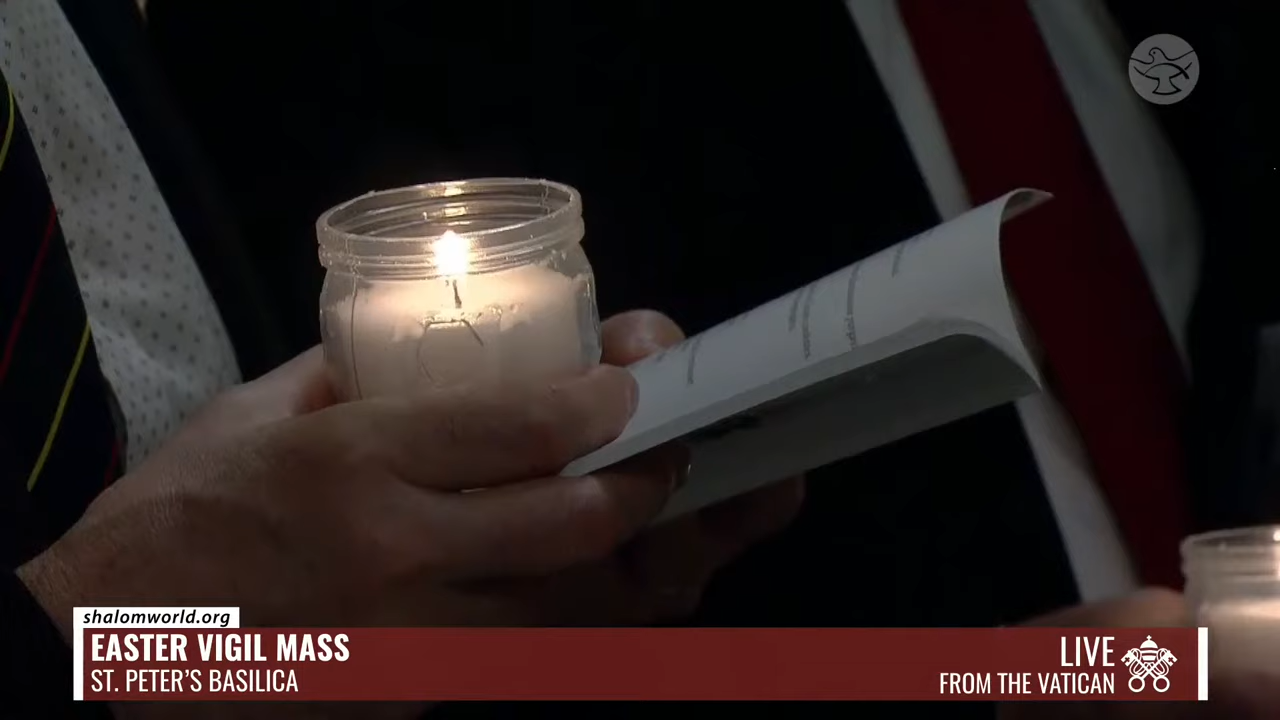 shalomworld.org
EASTER VIGIL MASS
ST. PETER'S BASILICA
LIVE
FROM THE VATICAN